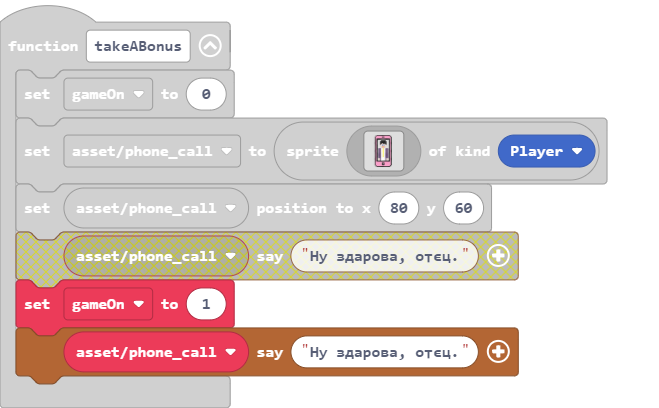 function takeABonus
set gameOn to 0
set asset/phone_call to sprite of kind Player
set asset/phone_call position to x 80 y 60
asset/phone_call say "Ну здарова, отєц."
set gameOn to 1
asset/phone_call say "Ну здарова, отєц."